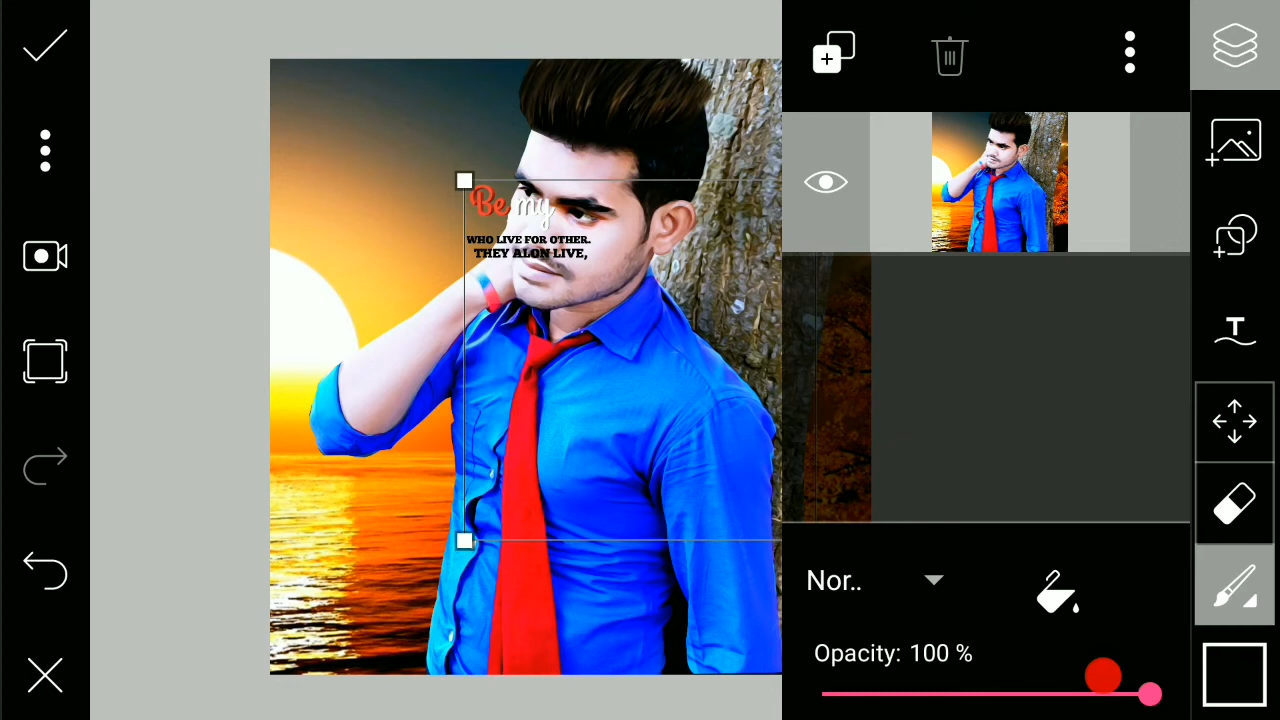 Be my
WHO LIVE FOR OTHER.
THEY ALON LIVE,
Nor..
Opacity: 100 %
T